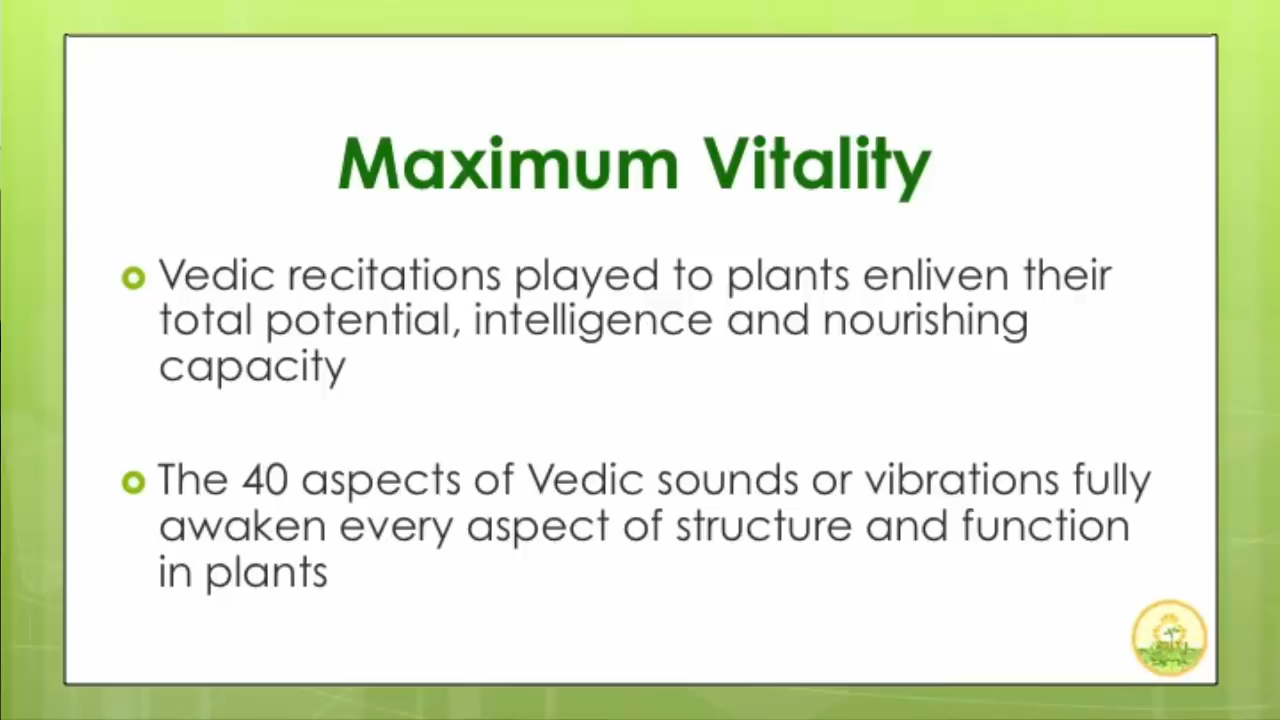 Maximum Vitality
Vedic recitations played to plants enliven their
total potential, intelligence and nourishing
capacity
The 40 aspects of Vedic sounds or vibrations fully
awaken every aspect of structure and function
in plants